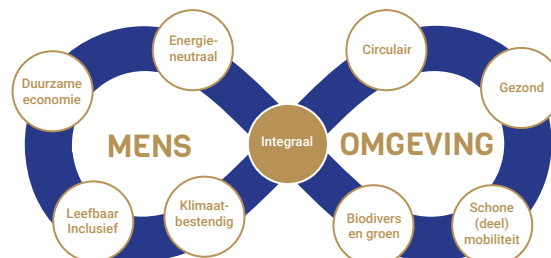 Energie-
neutraal
Circulair
Duurzame
economie
Gezond
MENS
Integraal
OMGEVING
Leefbaar
Inclusief
Klimaat-
bestendig
Biodivers
en groen
Schone
(deel)
mobiliteit